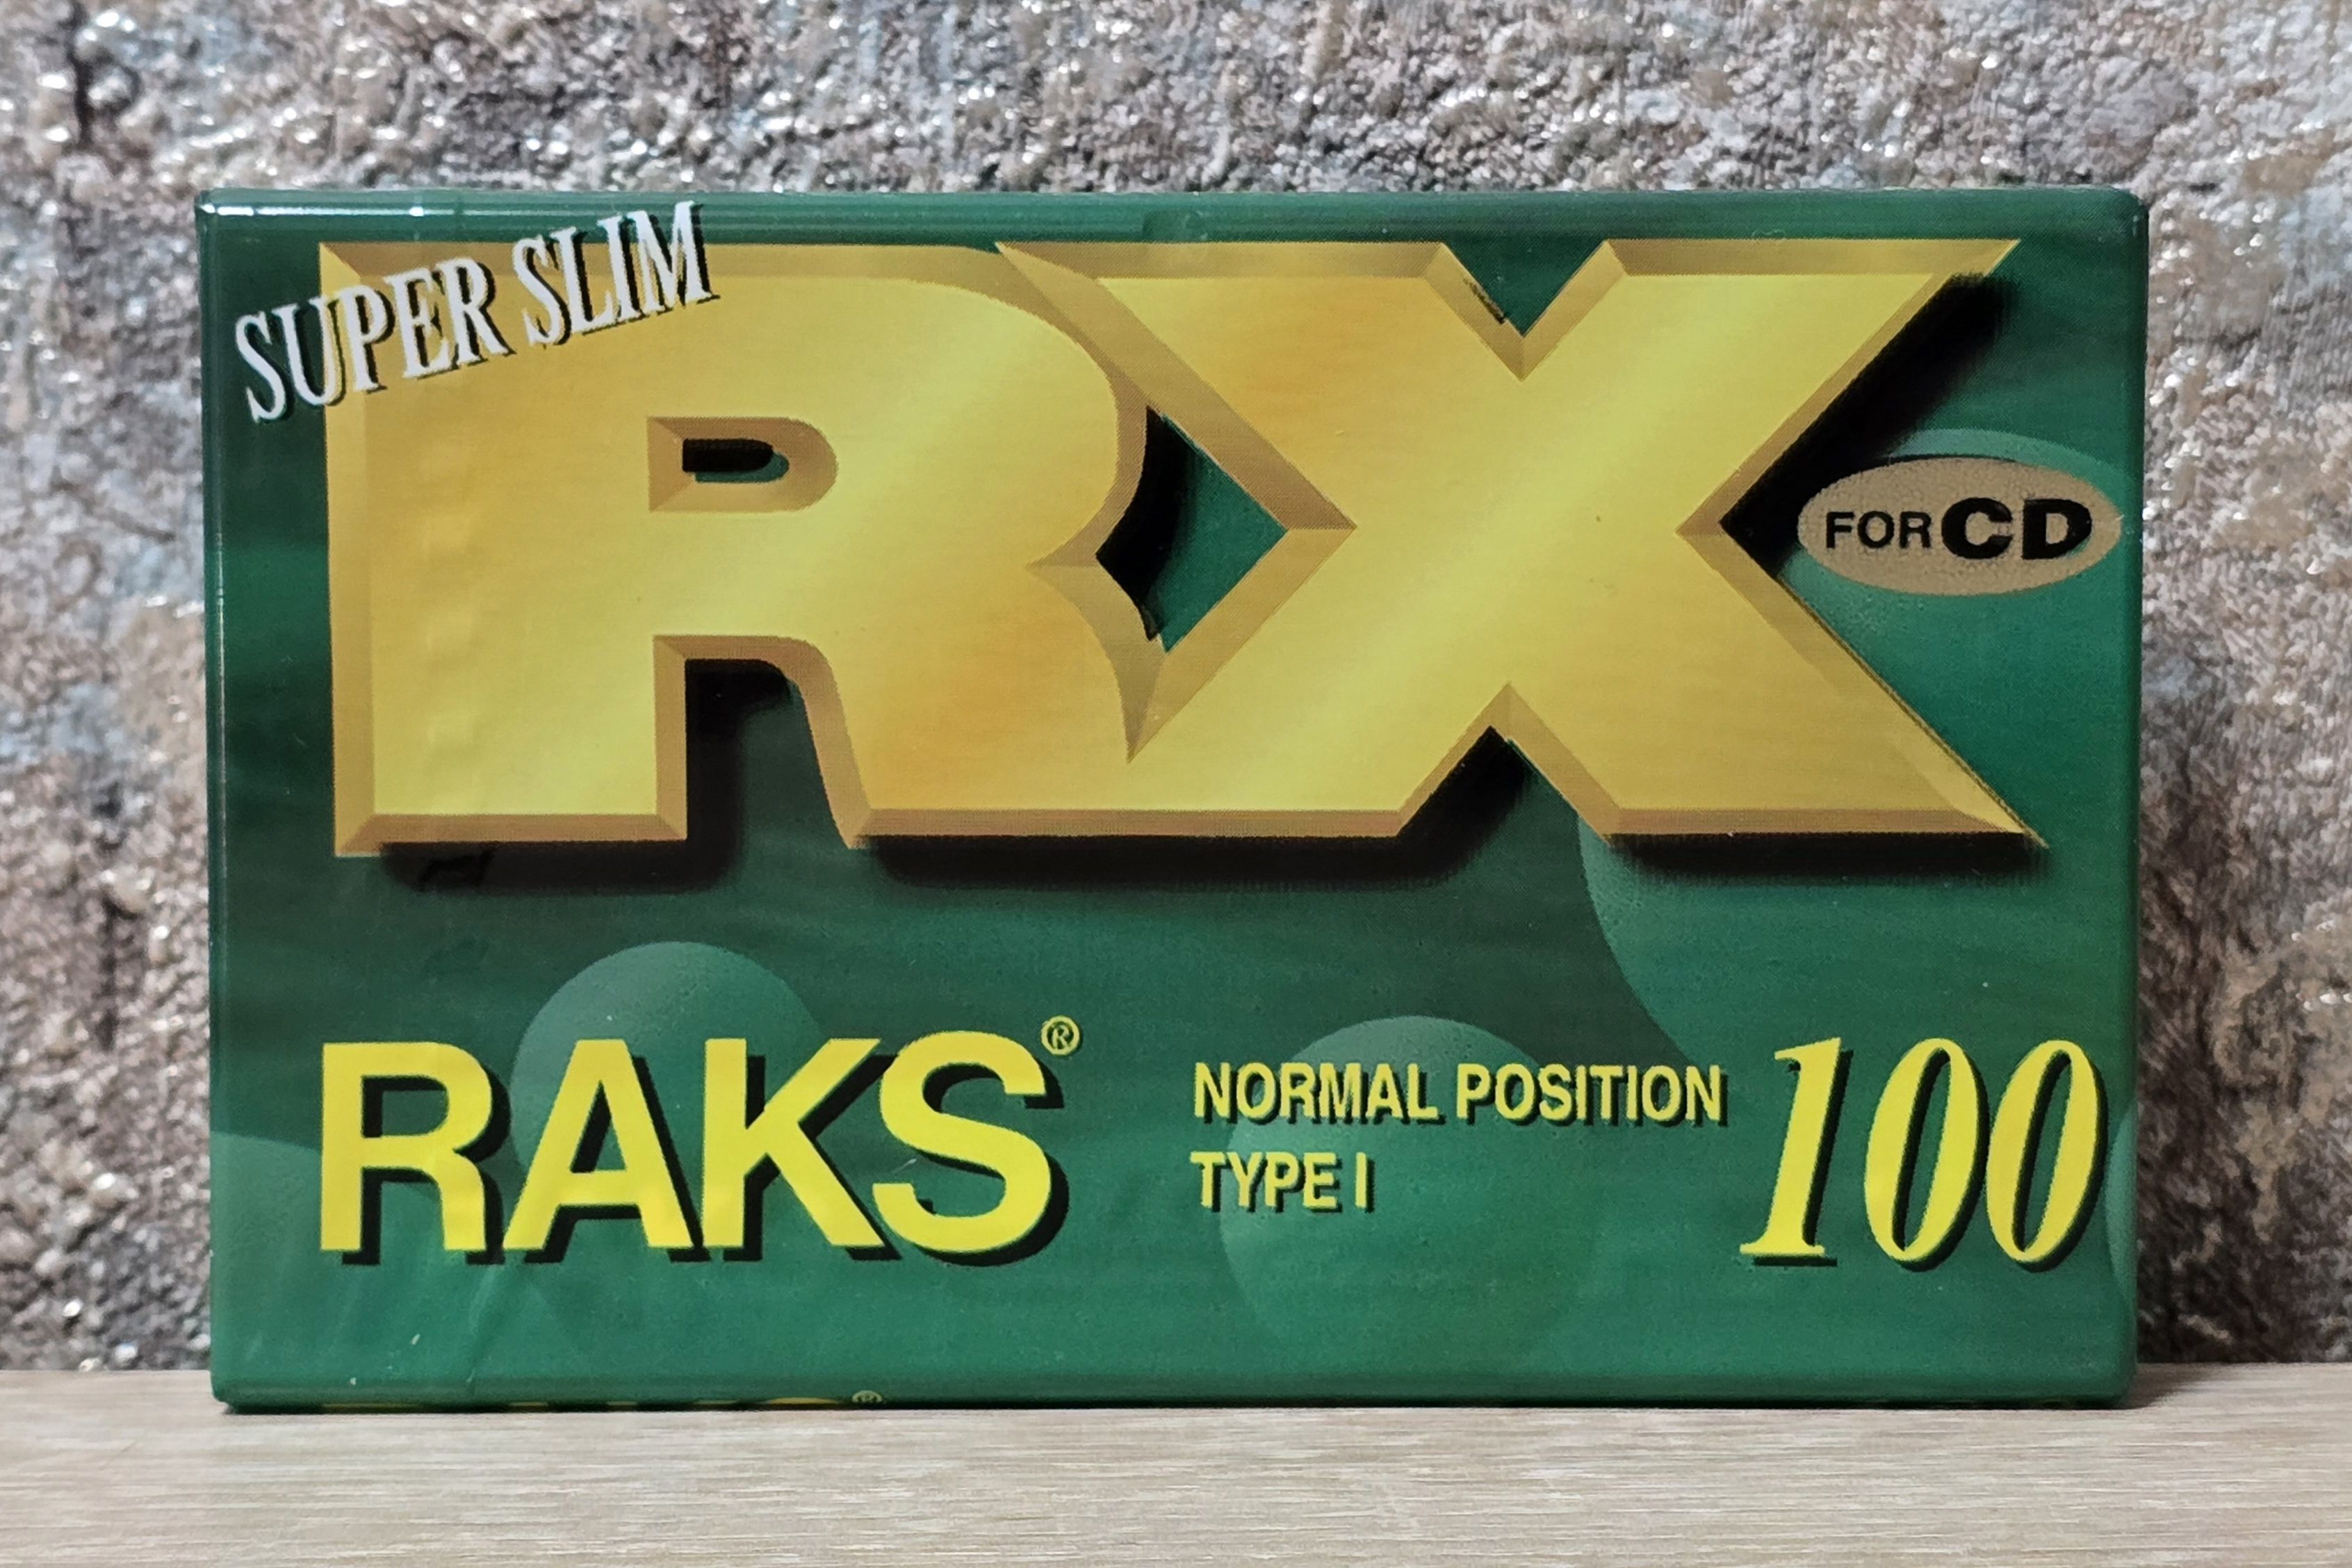 SUPER SLIM
RX
FOR CD
RAKS®
NORMAL POSITION
TYPE I
100
®